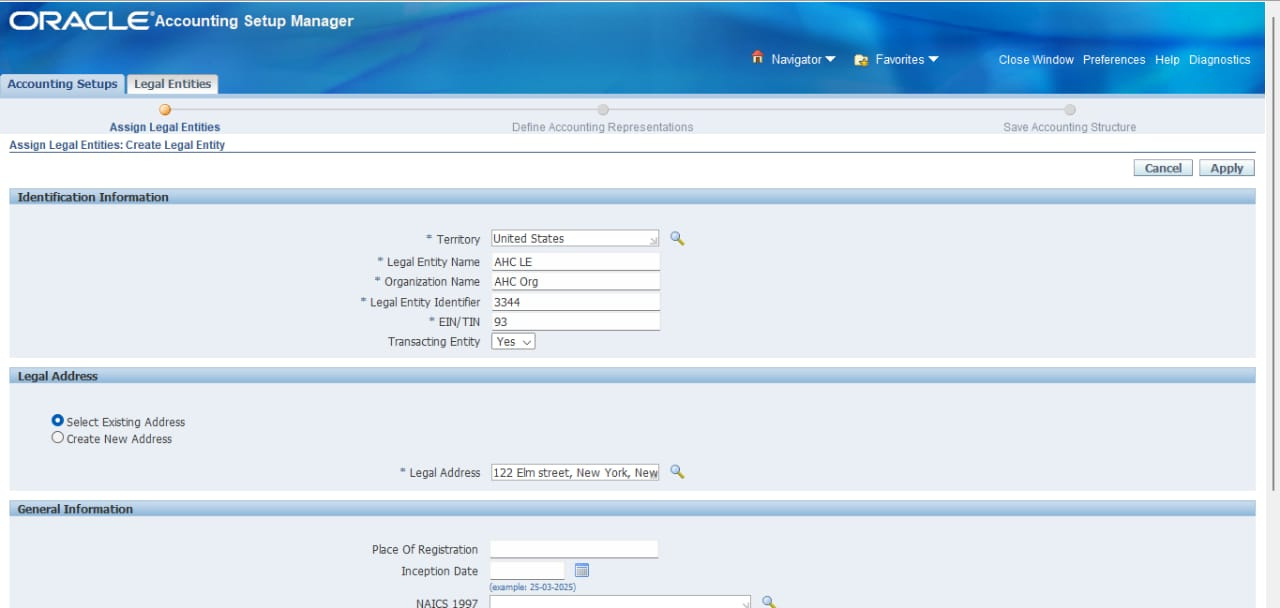 ORACLE® Accounting Setup Manager
Navigator Favorites Close Window Preferences Help Diagnostics
Accounting Setups Legal Entities
Assign Legal Entities Define Accounting Representations Save Accounting Structure
Assign Legal Entities: Create Legal Entity
Cancel Apply
Identification Information
* Territory United States
* Legal Entity Name AHC LE
* Organization Name AHC Org
* Legal Entity Identifier 3344
* EIN/TIN 93
Transacting Entity Yes
Legal Address
Select Existing Address
Create New Address
* Legal Address 122 Elm street, New York, New
General Information
Place Of Registration
Inception Date
(example: 25-03-2025)
NAICS 1997